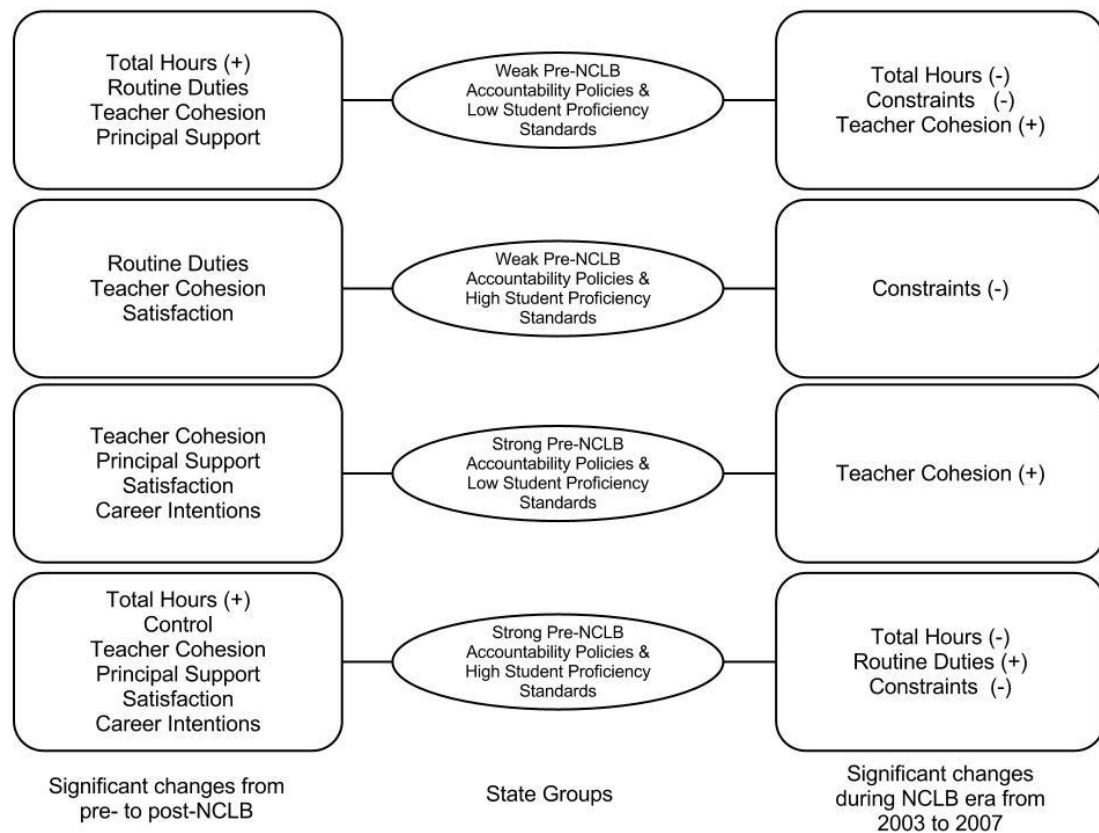 Total Hours (+)
Routine Duties
Teacher Cohesion
Principal Support
Weak Pre-NCLB
Accountability Policies &
Low Student Proficiency
Standards
Total Hours (-)
Constraints (-)
Teacher Cohesion (+)
Routine Duties
Teacher Cohesion
Satisfaction
Weak Pre-NCLB
Accountability Policies &
High Student Proficiency
Standards
Constraints (-)
Teacher Cohesion
Principal Support
Satisfaction
Career Intentions
Strong Pre-NCLB
Accountability Policies &
Low Student Proficiency
Standards
Teacher Cohesion (+)
Total Hours (+)
Control
Teacher Cohesion
Principal Support
Satisfaction
Career Intentions
Strong Pre-NCLB
Accountability Policies &
High Student Proficiency
Standards
Total Hours (-)
Routine Duties (+)
Constraints (-)
Significant changes from
pre- to post-NCLB
State Groups
Significant changes
during NCLB era from
2003 to 2007